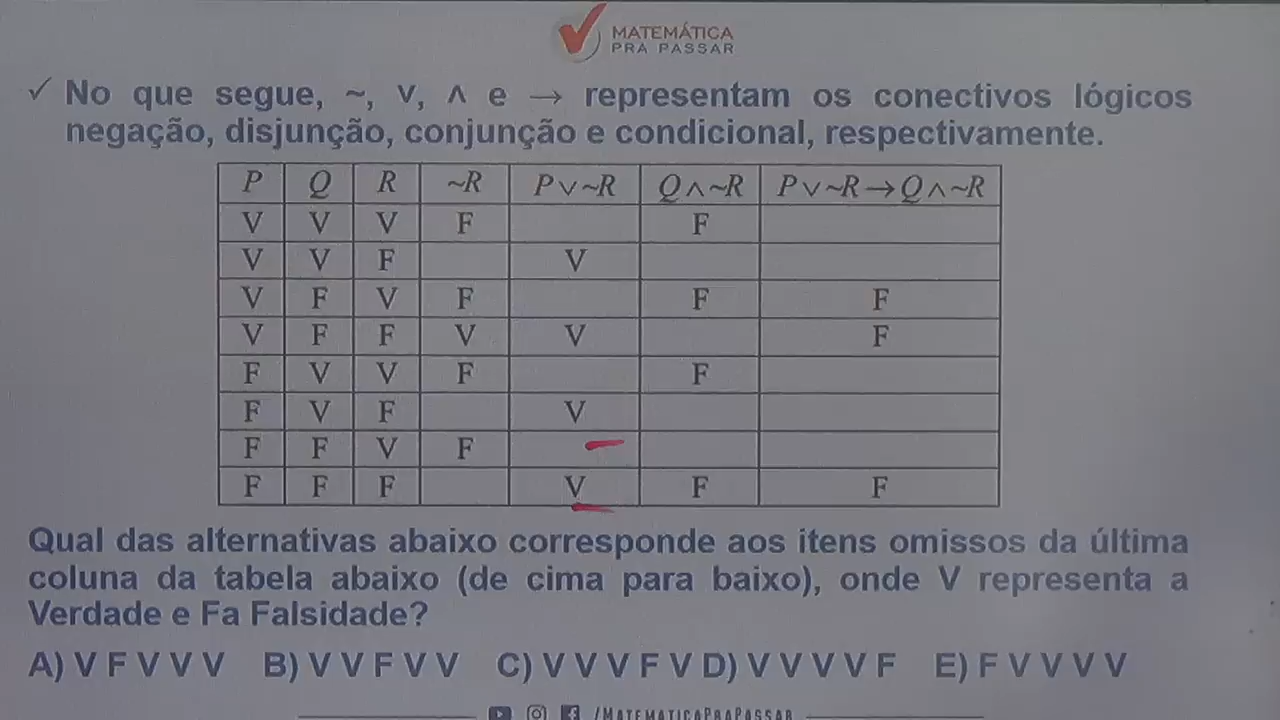 MATEMÁTICA
PRA PASSAR
✓ No que segue, ~, ∨, ∧ e → representam os conectivos lógicos
negação, disjunção, conjunção e condicional, respectivamente.
P Q R ~R P∨~R Q∧~R P∨~R→Q∧~R
V V V F F
V V F V
V F V F F F
V F F V V F
F V V F F
F V F V
F F V F
F F F V F F
Qual das alternativas abaixo corresponde aos itens omissos da última
coluna da tabela abaixo (de cima para baixo), onde V representa a
Verdade e Fa Falsidade?
A) V F V V V B) V V F V V C) V V V F V D) V V V V F E) F V V V V
/MATEMATICAPRAPASSAR